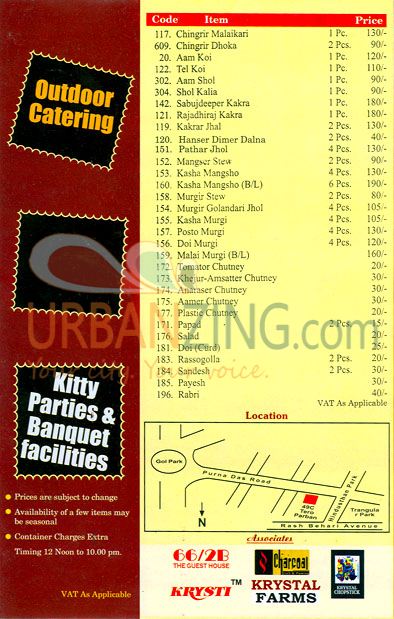 Outdoor
Catering
Kitty
Parties &
Banquet
facilities
Prices are subject to change
Availability of a few items may
be seasonal
Container Charges Extra
Timing 12 Noon to 10.00 pm.
VAT As Applicable
Code Item Price
117. Chingrir Malaikari 1 Pc. 130/-
609. Chingrir Dhoka 2 Pcs. 90/-
20. Aam Koi 1 Pc. 120/-
122. Tel Koi 1 Pc. 110/-
302. Aam Shol 1 Pc. 90/-
304. Shol Kalia 1 Pc. 90/-
142. Sabujdeeper Kakra 1 Pc. 180/-
121. Rajadhiraj Kakra 1 Pc. 180/-
119. Kakrar Jhal 2 Pcs. 130/-
120. Hanser Dimer Dalna 2 Pcs. 40/-
151. Pathar Jhol 4 Pcs. 130/-
152. Mangser Stew 2 Pcs. 90/-
153. Kasha Mangsho 4 Pcs. 130/-
160. Kasha Mangsho (B/L) 6 Pcs. 190/-
158. Murgir Stew 2 Pcs. 80/-
154. Murgir Golandari Jhol 4 Pcs. 105/-
155. Kasha Murgi 4 Pcs. 105/-
157. Posto Murgi 4 Pcs. 130/-
156. Doi Murgi 4 Pcs. 120/-
159. Malai Murgi (B/L) 160/-
172. Tomator Chutney 20/-
173. Khejur-Amsatter Chutney 30/-
174. Anaraser Chutney 30/-
175. Aamer Chutney 30/-
177. Plastic Chutney 20/-
171. Papad 2 Pcs. 15/-
176. Salad 20/-
181. Doi (Curd) 25/-
183. Rassogolla 2 Pcs. 20/-
184. Sandesh 2 Pcs. 30/-
185. Payesh 30/-
196. Rabri 40/-
VAT As Applicable
URBANZING.com
Your city. Your voice.
Location
Gol Park
Purna Das Road
49C
Tero
Parban
Hindusthan Park
Trangula
r Park
Rash Behari Avenue
N
Associates
66/2B
THE GUEST HOUSE
Charcoal
KRYSTI™
KRYSTAL
FARMS
KRYSTAL
CHOPSTICK